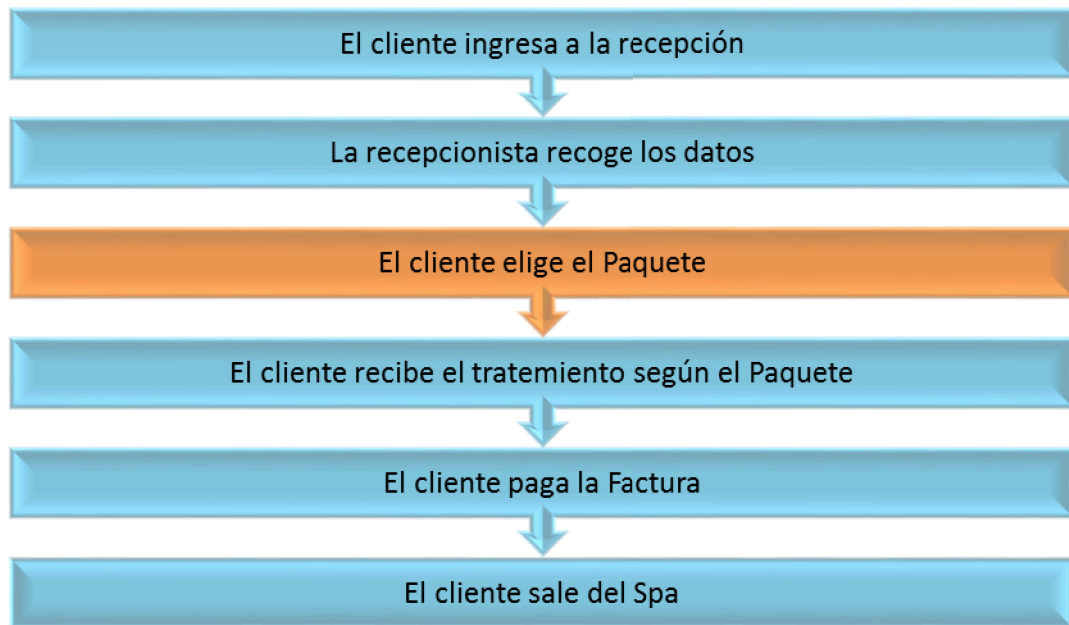 El cliente ingresa a la recepción
La recepcionista recoge los datos
El cliente elige el Paquete
El cliente recibe el tratemiento según el Paquete
El cliente paga la Factura
El cliente sale del Spa